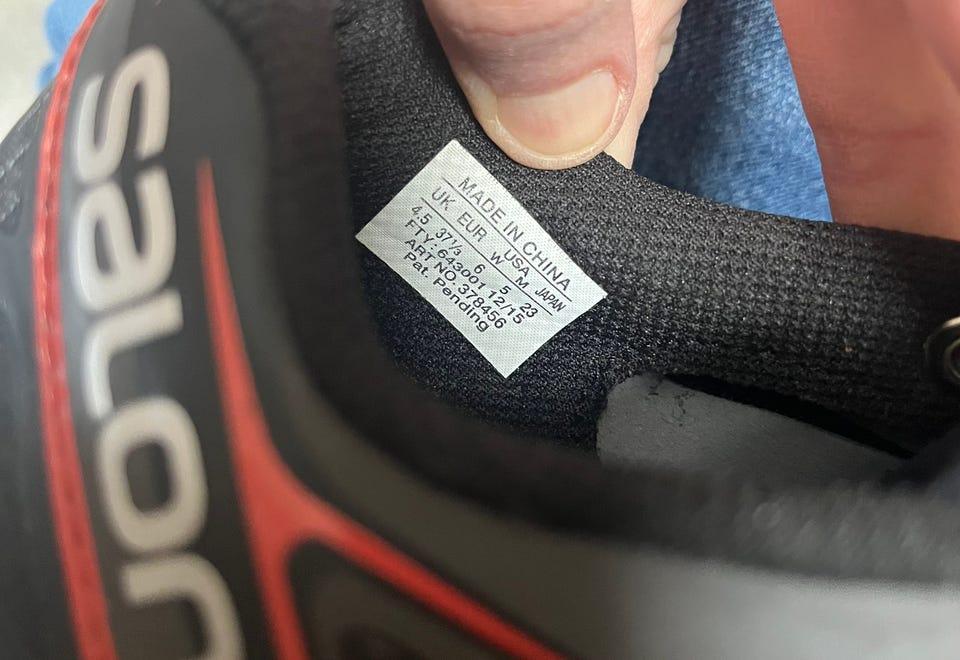 salomon
MADE IN CHINA
UK EUR USA JAPAN
W M
4.5 37⅓ 6 5 23
FTY: 643001 12/15
ART NO. 378456
Pat. Pending